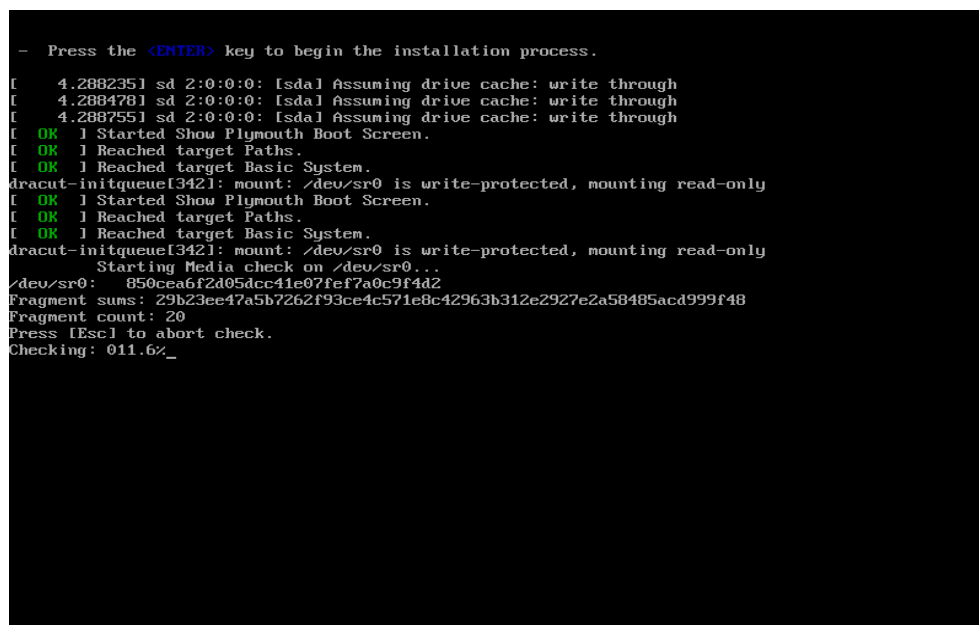 -  Press the <ENTER> key to begin the installation process.
[    4.288235] sd 2:0:0:0: [sda] Assuming drive cache: write through
[    4.288478] sd 2:0:0:0: [sda] Assuming drive cache: write through
[    4.288755] sd 2:0:0:0: [sda] Assuming drive cache: write through
[  OK  ] Started Show Plymouth Boot Screen.
[  OK  ] Reached target Paths.
[  OK  ] Reached target Basic System.
dracut-initqueue[342]: mount: /dev/sr0 is write-protected, mounting read-only
[  OK  ] Started Show Plymouth Boot Screen.
[  OK  ] Reached target Paths.
[  OK  ] Reached target Basic System.
dracut-initqueue[342]: mount: /dev/sr0 is write-protected, mounting read-only
         Starting Media check on /dev/sr0...
/dev/sr0:   850cea6f2d05dcc41e07fef7a0c9f4d2
Fragment sums: 29b23ee47a5b7262f93ce4c571e8c42963b312e2927e2a58485acd999f48
Fragment count: 20
Press [Esc] to abort check.
Checking: 011.6%_